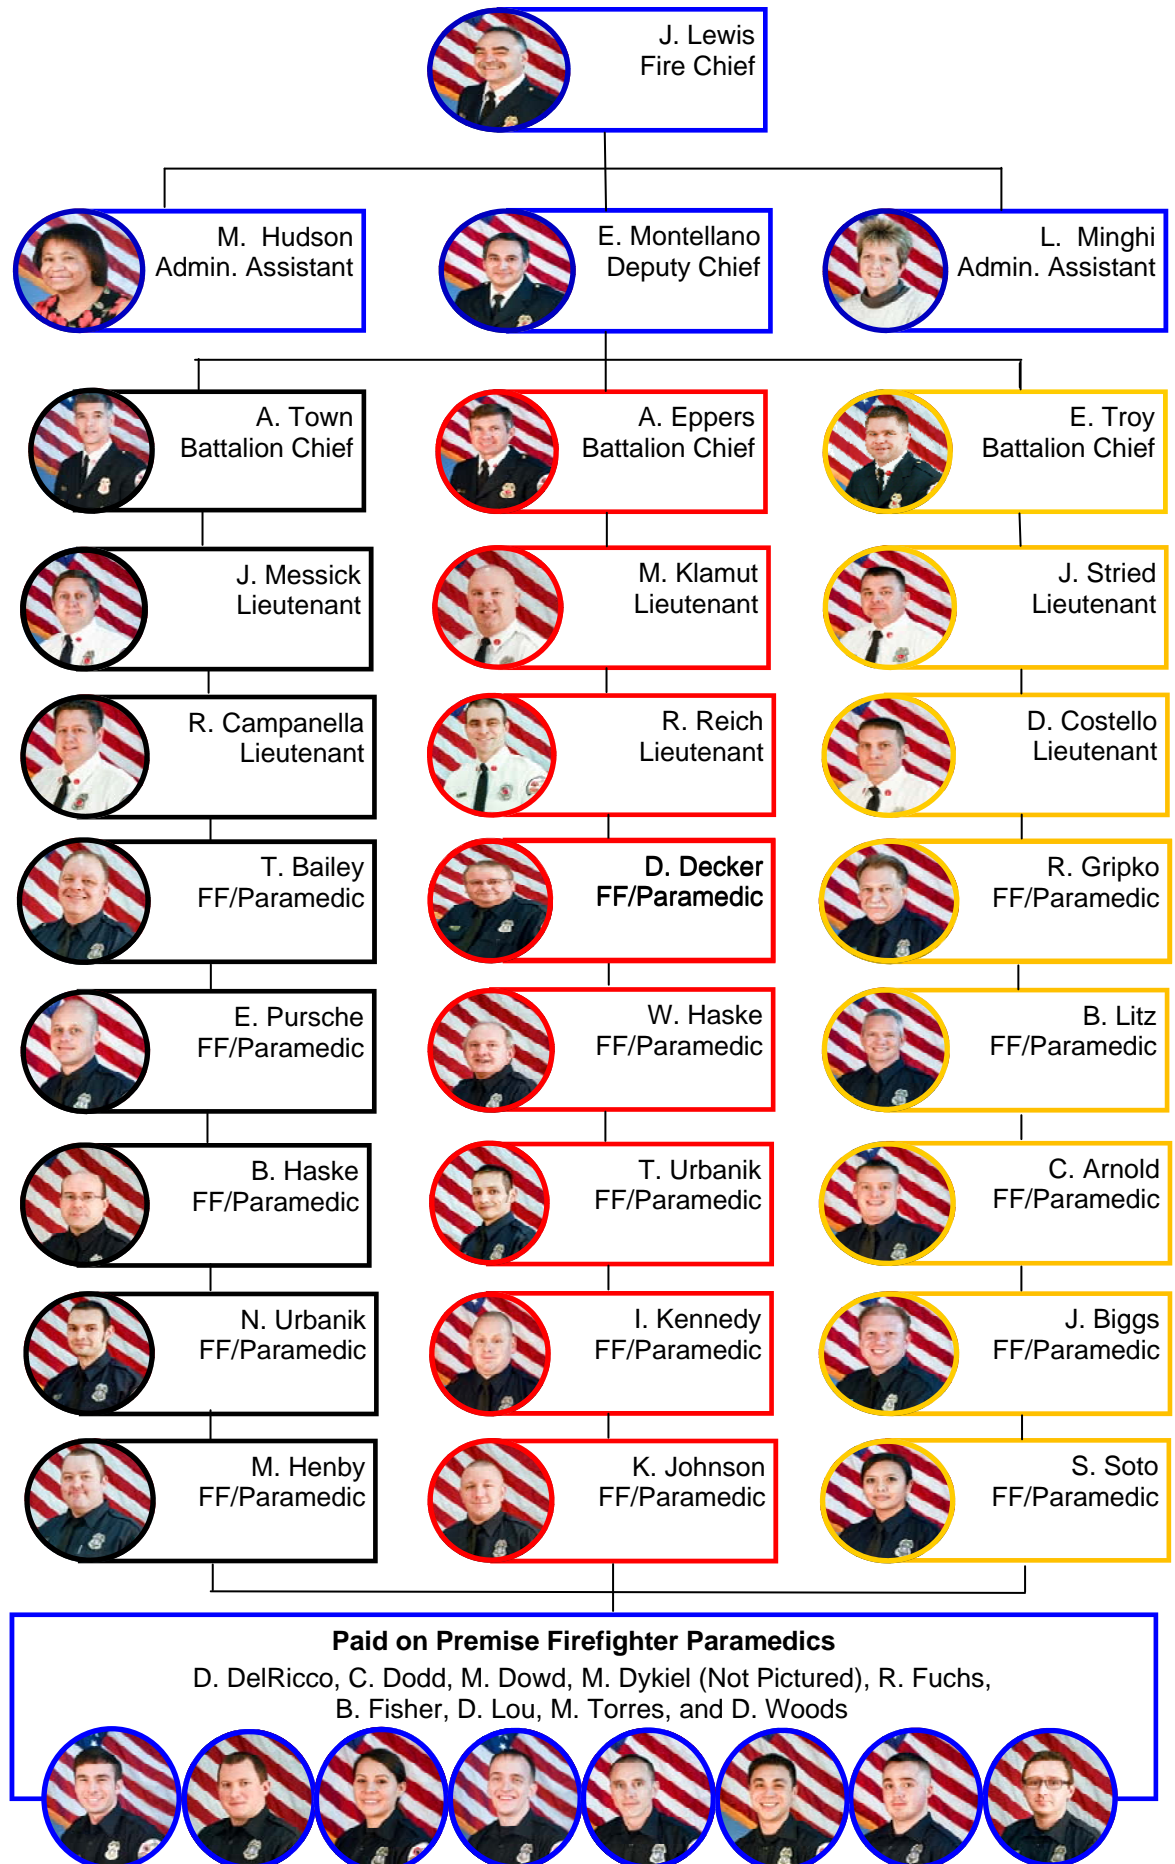 J. Lewis
Fire Chief
M. Hudson
Admin. Assistant
E. Montellano
Deputy Chief
L. Minghi
Admin. Assistant
A. Town
Battalion Chief
A. Eppers
Battalion Chief
E. Troy
Battalion Chief
J. Messick
Lieutenant
M. Klamut
Lieutenant
J. Stried
Lieutenant
R. Campanella
Lieutenant
R. Reich
Lieutenant
D. Costello
Lieutenant
T. Bailey
FF/Paramedic
D. Decker
FF/Paramedic
R. Gripko
FF/Paramedic
E. Pursche
FF/Paramedic
W. Haske
FF/Paramedic
B. Litz
FF/Paramedic
B. Haske
FF/Paramedic
T. Urbanik
FF/Paramedic
C. Arnold
FF/Paramedic
N. Urbanik
FF/Paramedic
I. Kennedy
FF/Paramedic
J. Biggs
FF/Paramedic
M. Henby
FF/Paramedic
K. Johnson
FF/Paramedic
S. Soto
FF/Paramedic
Paid on Premise Firefighter Paramedics
D. DelRicco, C. Dodd, M. Dowd, M. Dykiel (Not Pictured), R. Fuchs,
B. Fisher, D. Lou, M. Torres, and D. Woods